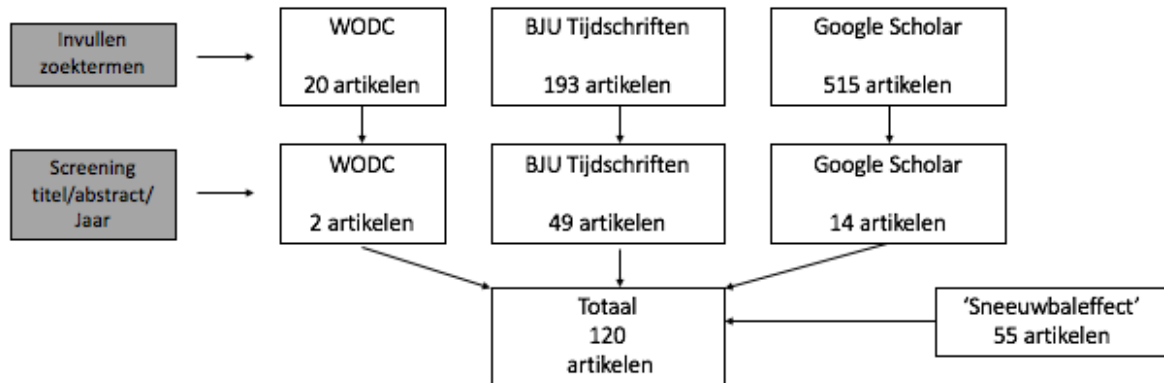 Invullen
zoektermen
WODC
20 artikelen
BJU Tijdschriften
193 artikelen
Google Scholar
515 artikelen
Screening
titel/abstract/
Jaar
WODC
2 artikelen
BJU Tijdschriften
49 artikelen
Google Scholar
14 artikelen
Totaal
120
artikelen
‘Sneeuwbaleffect’
55 artikelen